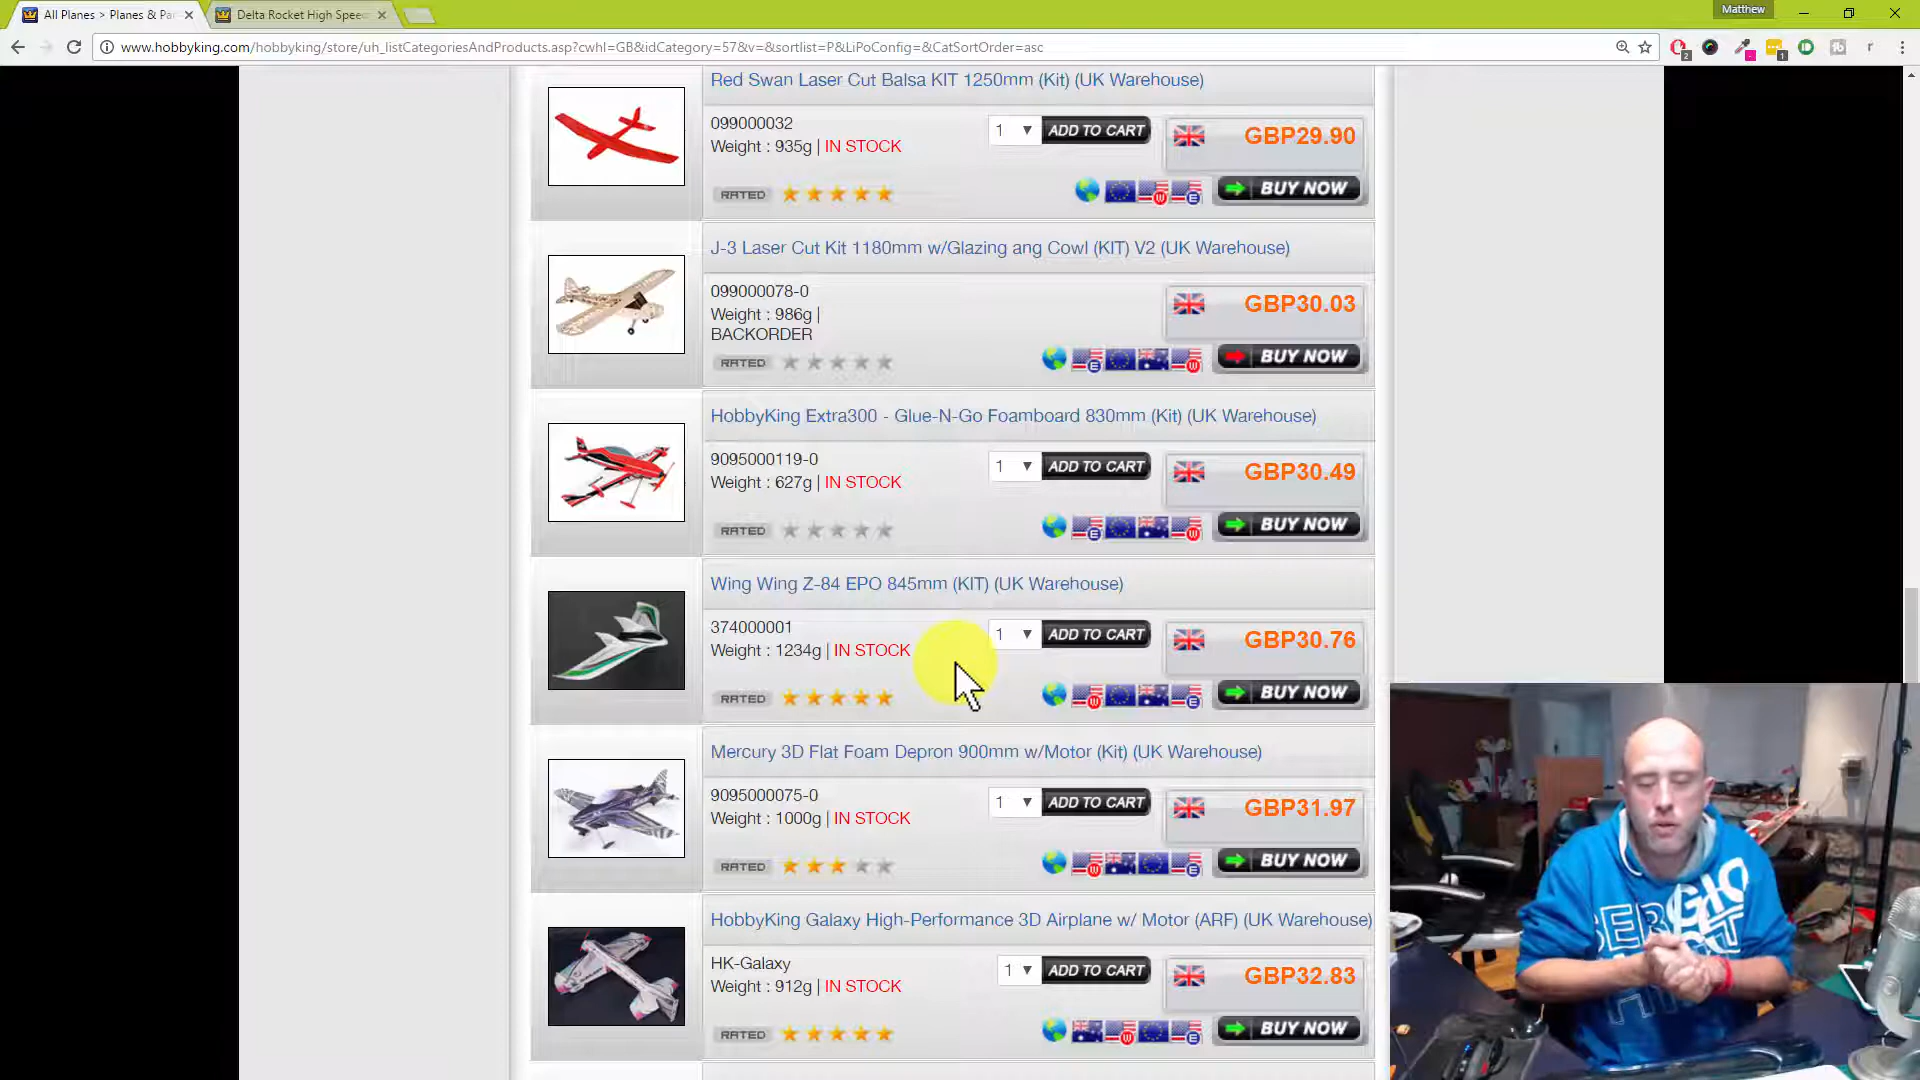 All Planes > Planes & Pa
Delta Rocket High Speed
Matthew
www.hobbyking.com/hobbyking/store/uh_listCategoriesAndProducts.asp?cwhl=GB&idCategory=57&v=&sortlist=P&LiPoConfig=&CatSortOrder=asc
Red Swan Laser Cut Balsa KIT 1250mm (Kit) (UK Warehouse)
099000032
Weight : 935g | IN STOCK
1 ADD TO CART
GBP29.90
RATED
BUY NOW
J-3 Laser Cut Kit 1180mm w/Glazing ang Cowl (KIT) V2 (UK Warehouse)
099000078-0
Weight : 986g |
BACKORDER
GBP30.03
RATED
BUY NOW
HobbyKing Extra300 - Glue-N-Go Foamboard 830mm (Kit) (UK Warehouse)
9095000119-0
Weight : 627g | IN STOCK
1 ADD TO CART
GBP30.49
RATED
BUY NOW
Wing Wing Z-84 EPO 845mm (KIT) (UK Warehouse)
374000001
Weight : 1234g | IN STOCK
1 ADD TO CART
GBP30.76
RATED
BUY NOW
Mercury 3D Flat Foam Depron 900mm w/Motor (Kit) (UK Warehouse)
9095000075-0
Weight : 1000g | IN STOCK
1 ADD TO CART
GBP31.97
RATED
BUY NOW
HobbyKing Galaxy High-Performance 3D Airplane w/ Motor (ARF) (UK Warehouse)
HK-Galaxy
Weight : 912g | IN STOCK
1 ADD TO CART
GBP32.83
RATED
BUY NOW